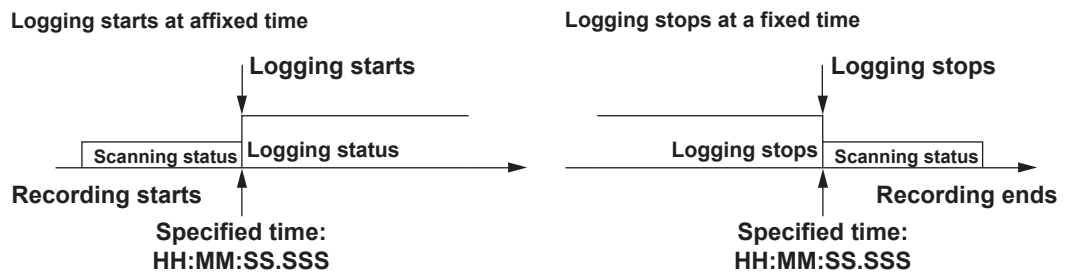 Logging starts at affixed time
Logging starts
Scanning status
Logging status
Recording starts
Specified time:
HH:MM:SS.SSS
Logging stops at a fixed time
Logging stops
Logging stops
Scanning status
Recording ends
Specified time:
HH:MM:SS.SSS